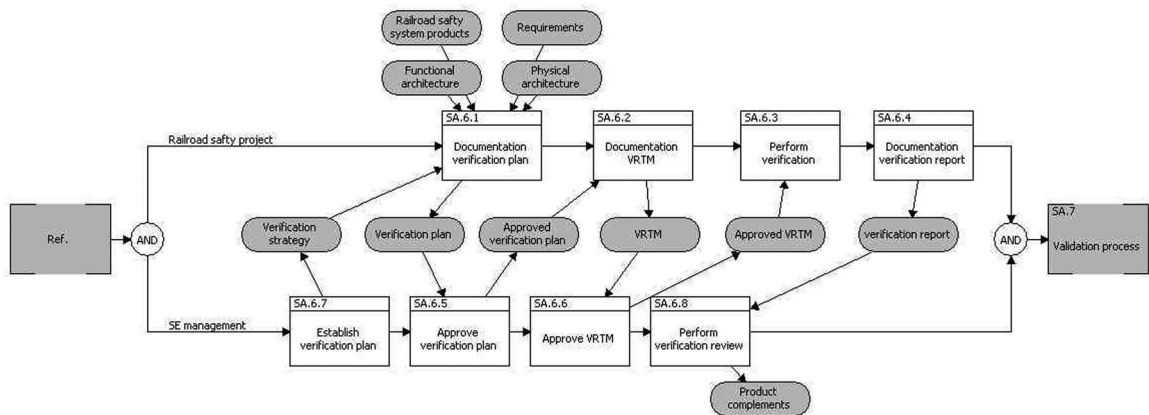 Railroad safty
system products
Requirements
Functional
architecture
Physical
architecture
SA.6.1
Documentation
verification plan
SA.6.2
Documentation
VRTM
SA.6.3
Perform
verification
SA.6.4
Documentation
verification report
Railroad safty project
Ref.
AND
Verification
strategy
Verification plan
Approved
verification plan
VRTM
Approved VRTM
verification report
AND
SA.7
Validation process
SE management
SA.6.7
Establish
verification plan
SA.6.5
Approve
verification plan
SA.6.6
Approve VRTM
SA.6.8
Perform
verification review
Product
complements